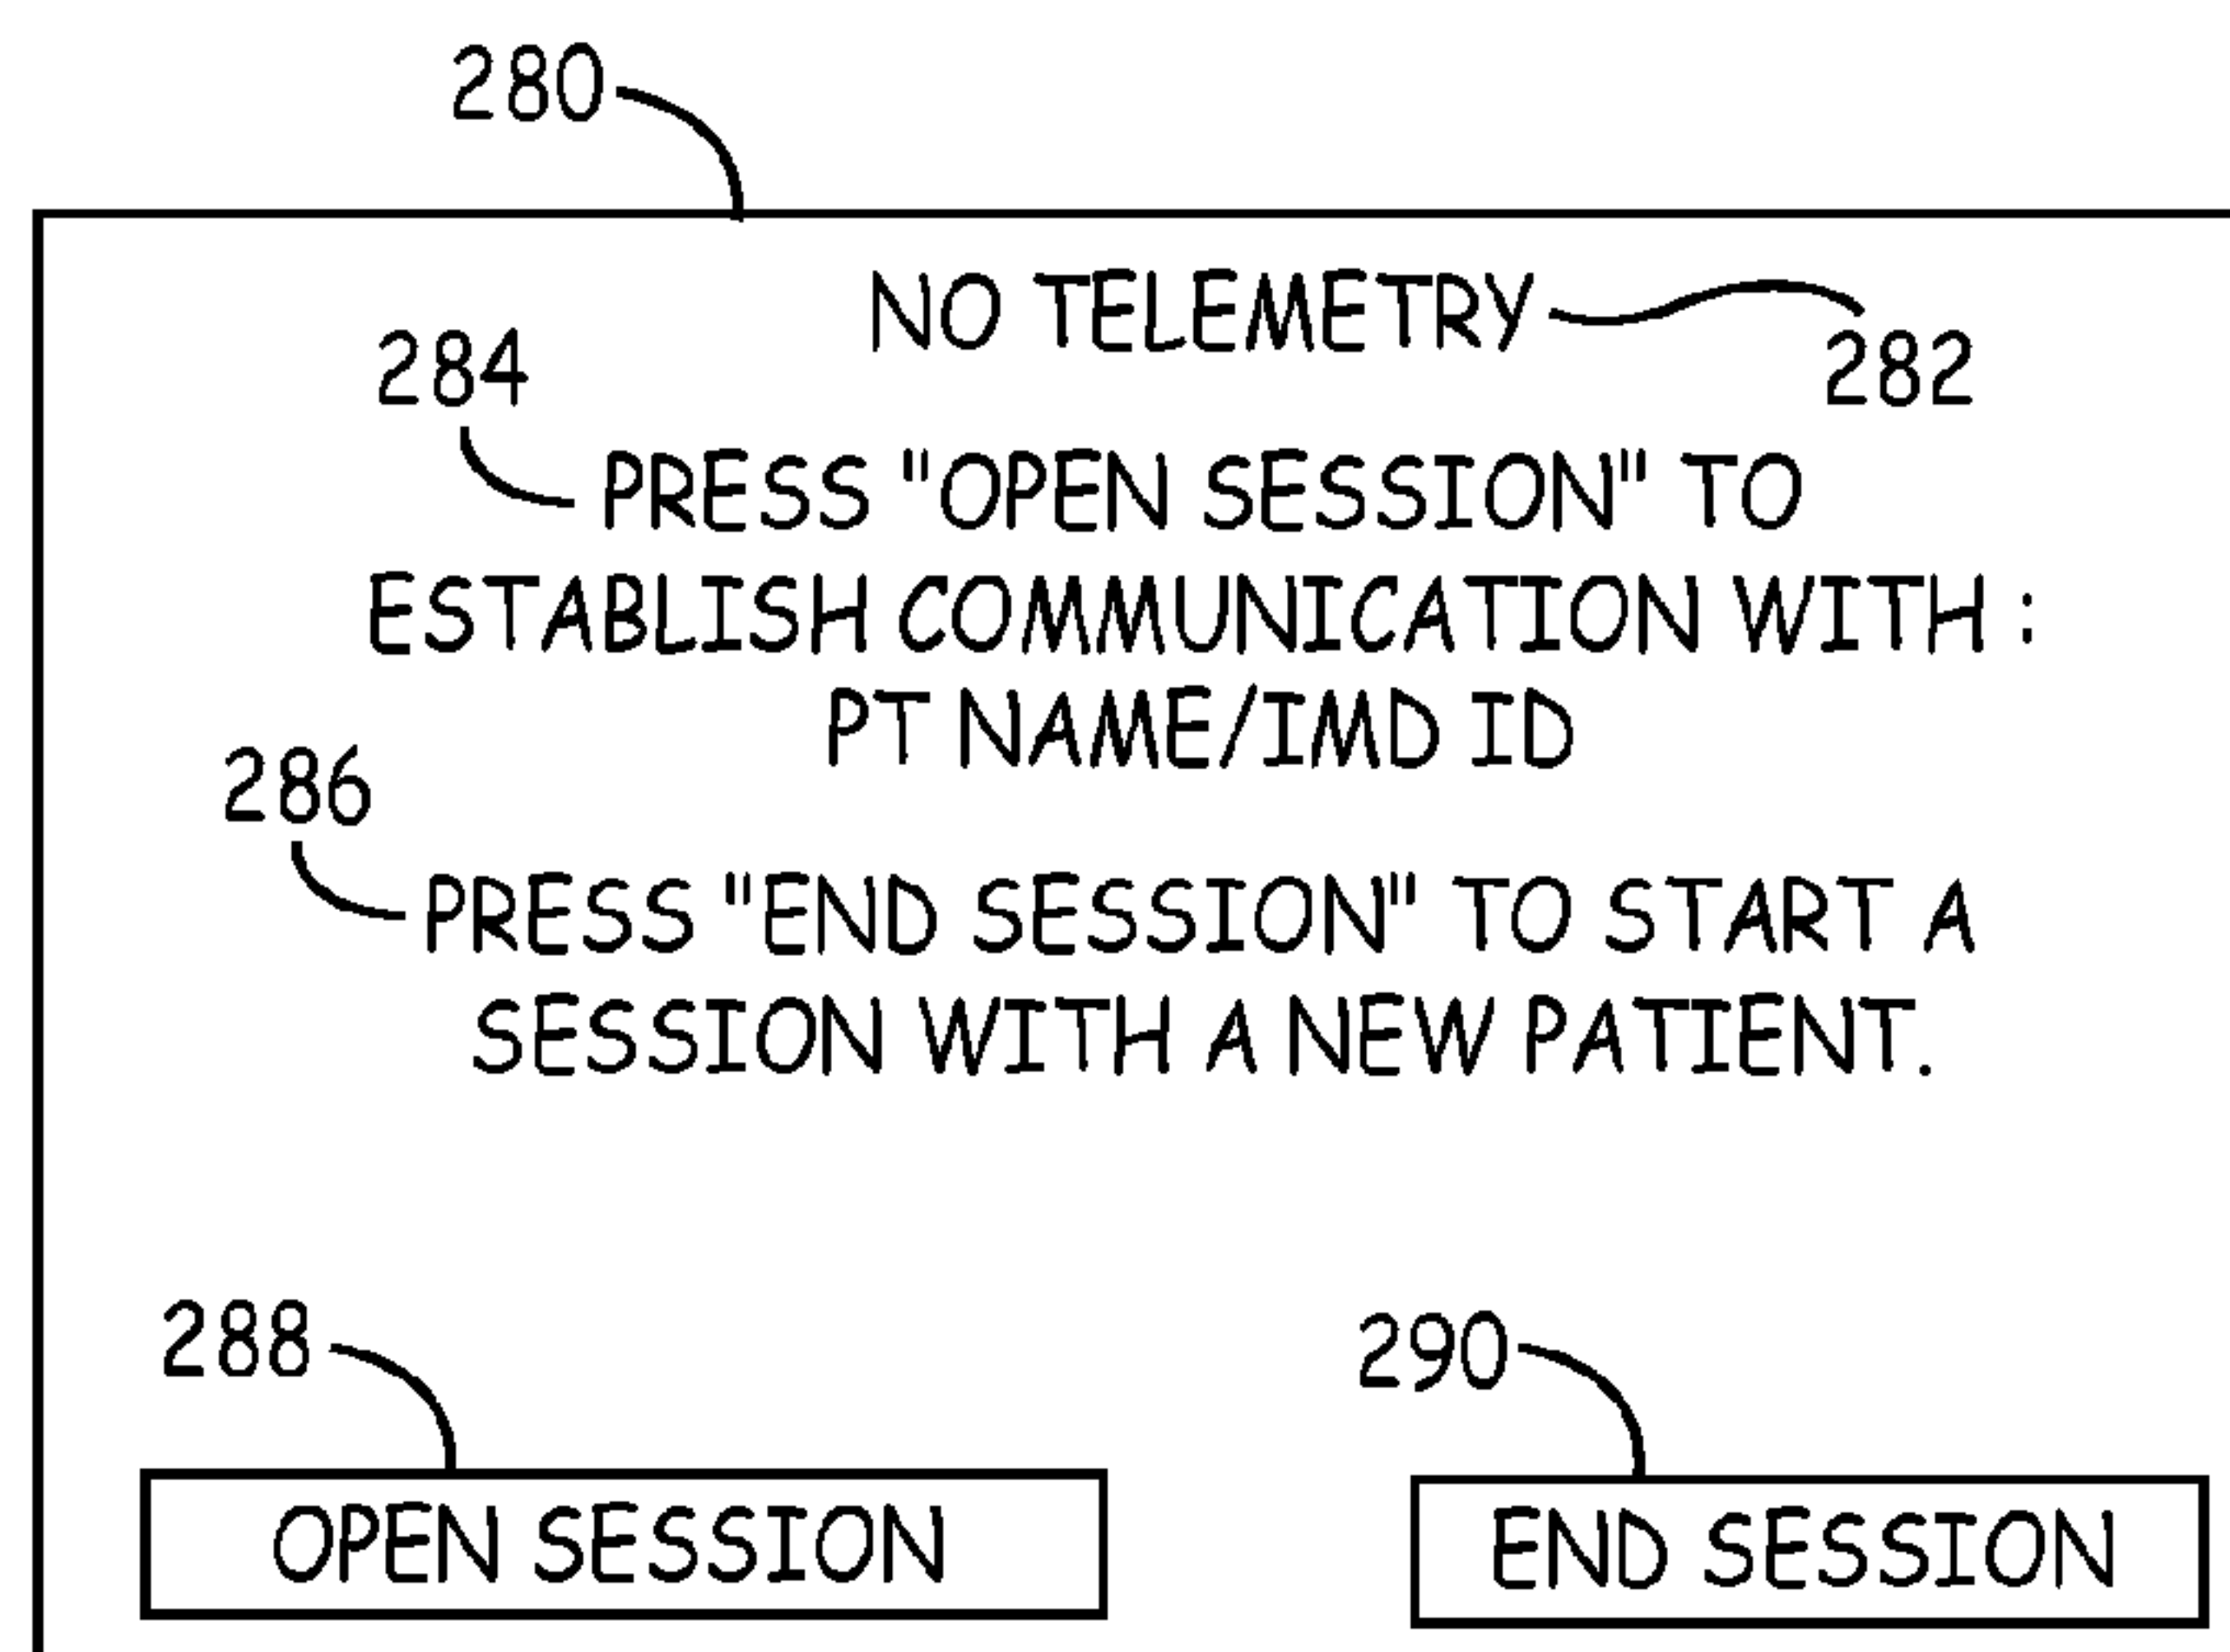 280
NO TELEMETRY
284
282
PRESS "OPEN SESSION" TO
ESTABLISH COMMUNICATION WITH :
PT NAME/IMD ID
286
PRESS "END SESSION" TO START A
SESSION WITH A NEW PATIENT.
288
290
OPEN SESSION
END SESSION